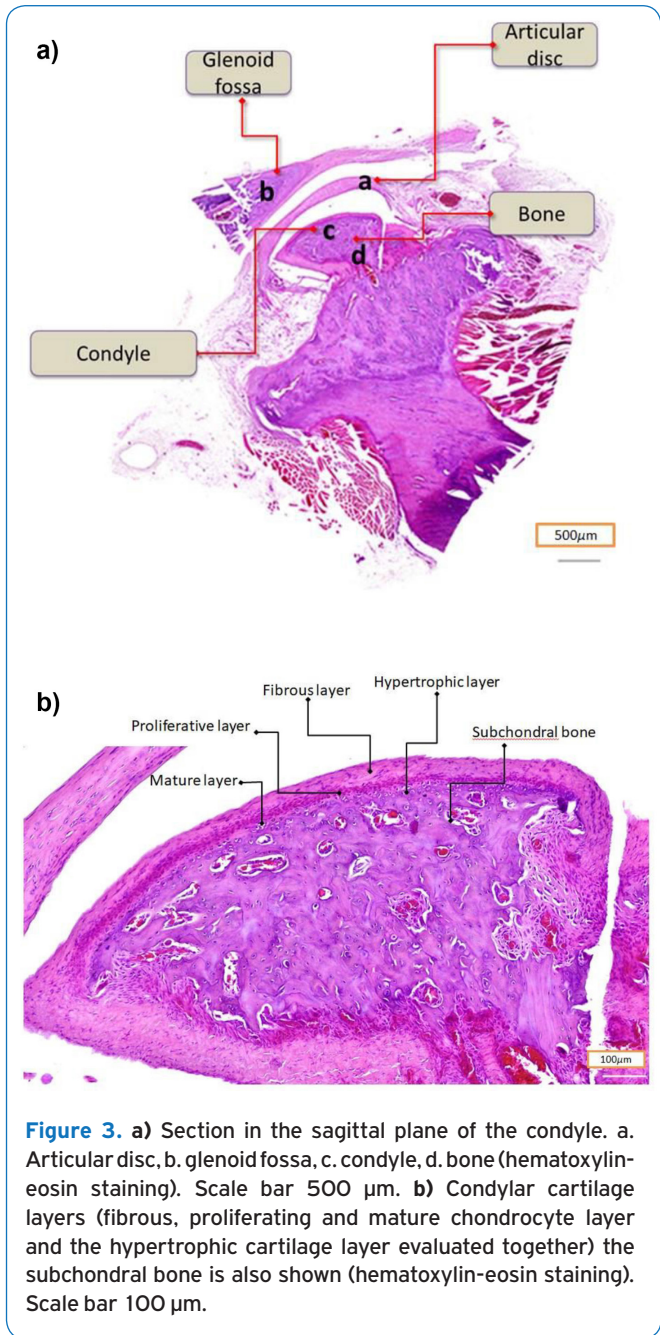 a)
Articular
disc
Glenoid
fossa
b
a
Bone
c
d
Condyle
500µm
b)
Hypertrophic layer
Fibrous layer
Proliferative layer
Subchondral bone
Mature layer
100µm
Figure 3. a) Section in the sagittal plane of the condyle. a.
Articular disc, b. glenoid fossa, c. condyle, d. bone (hematoxylin-
eosin staining). Scale bar 500 µm. b) Condylar cartilage
layers (fibrous, proliferating and mature chondrocyte layer
and the hypertrophic cartilage layer evaluated together) the
subchondral bone is also shown (hematoxylin-eosin staining).
Scale bar 100 µm.